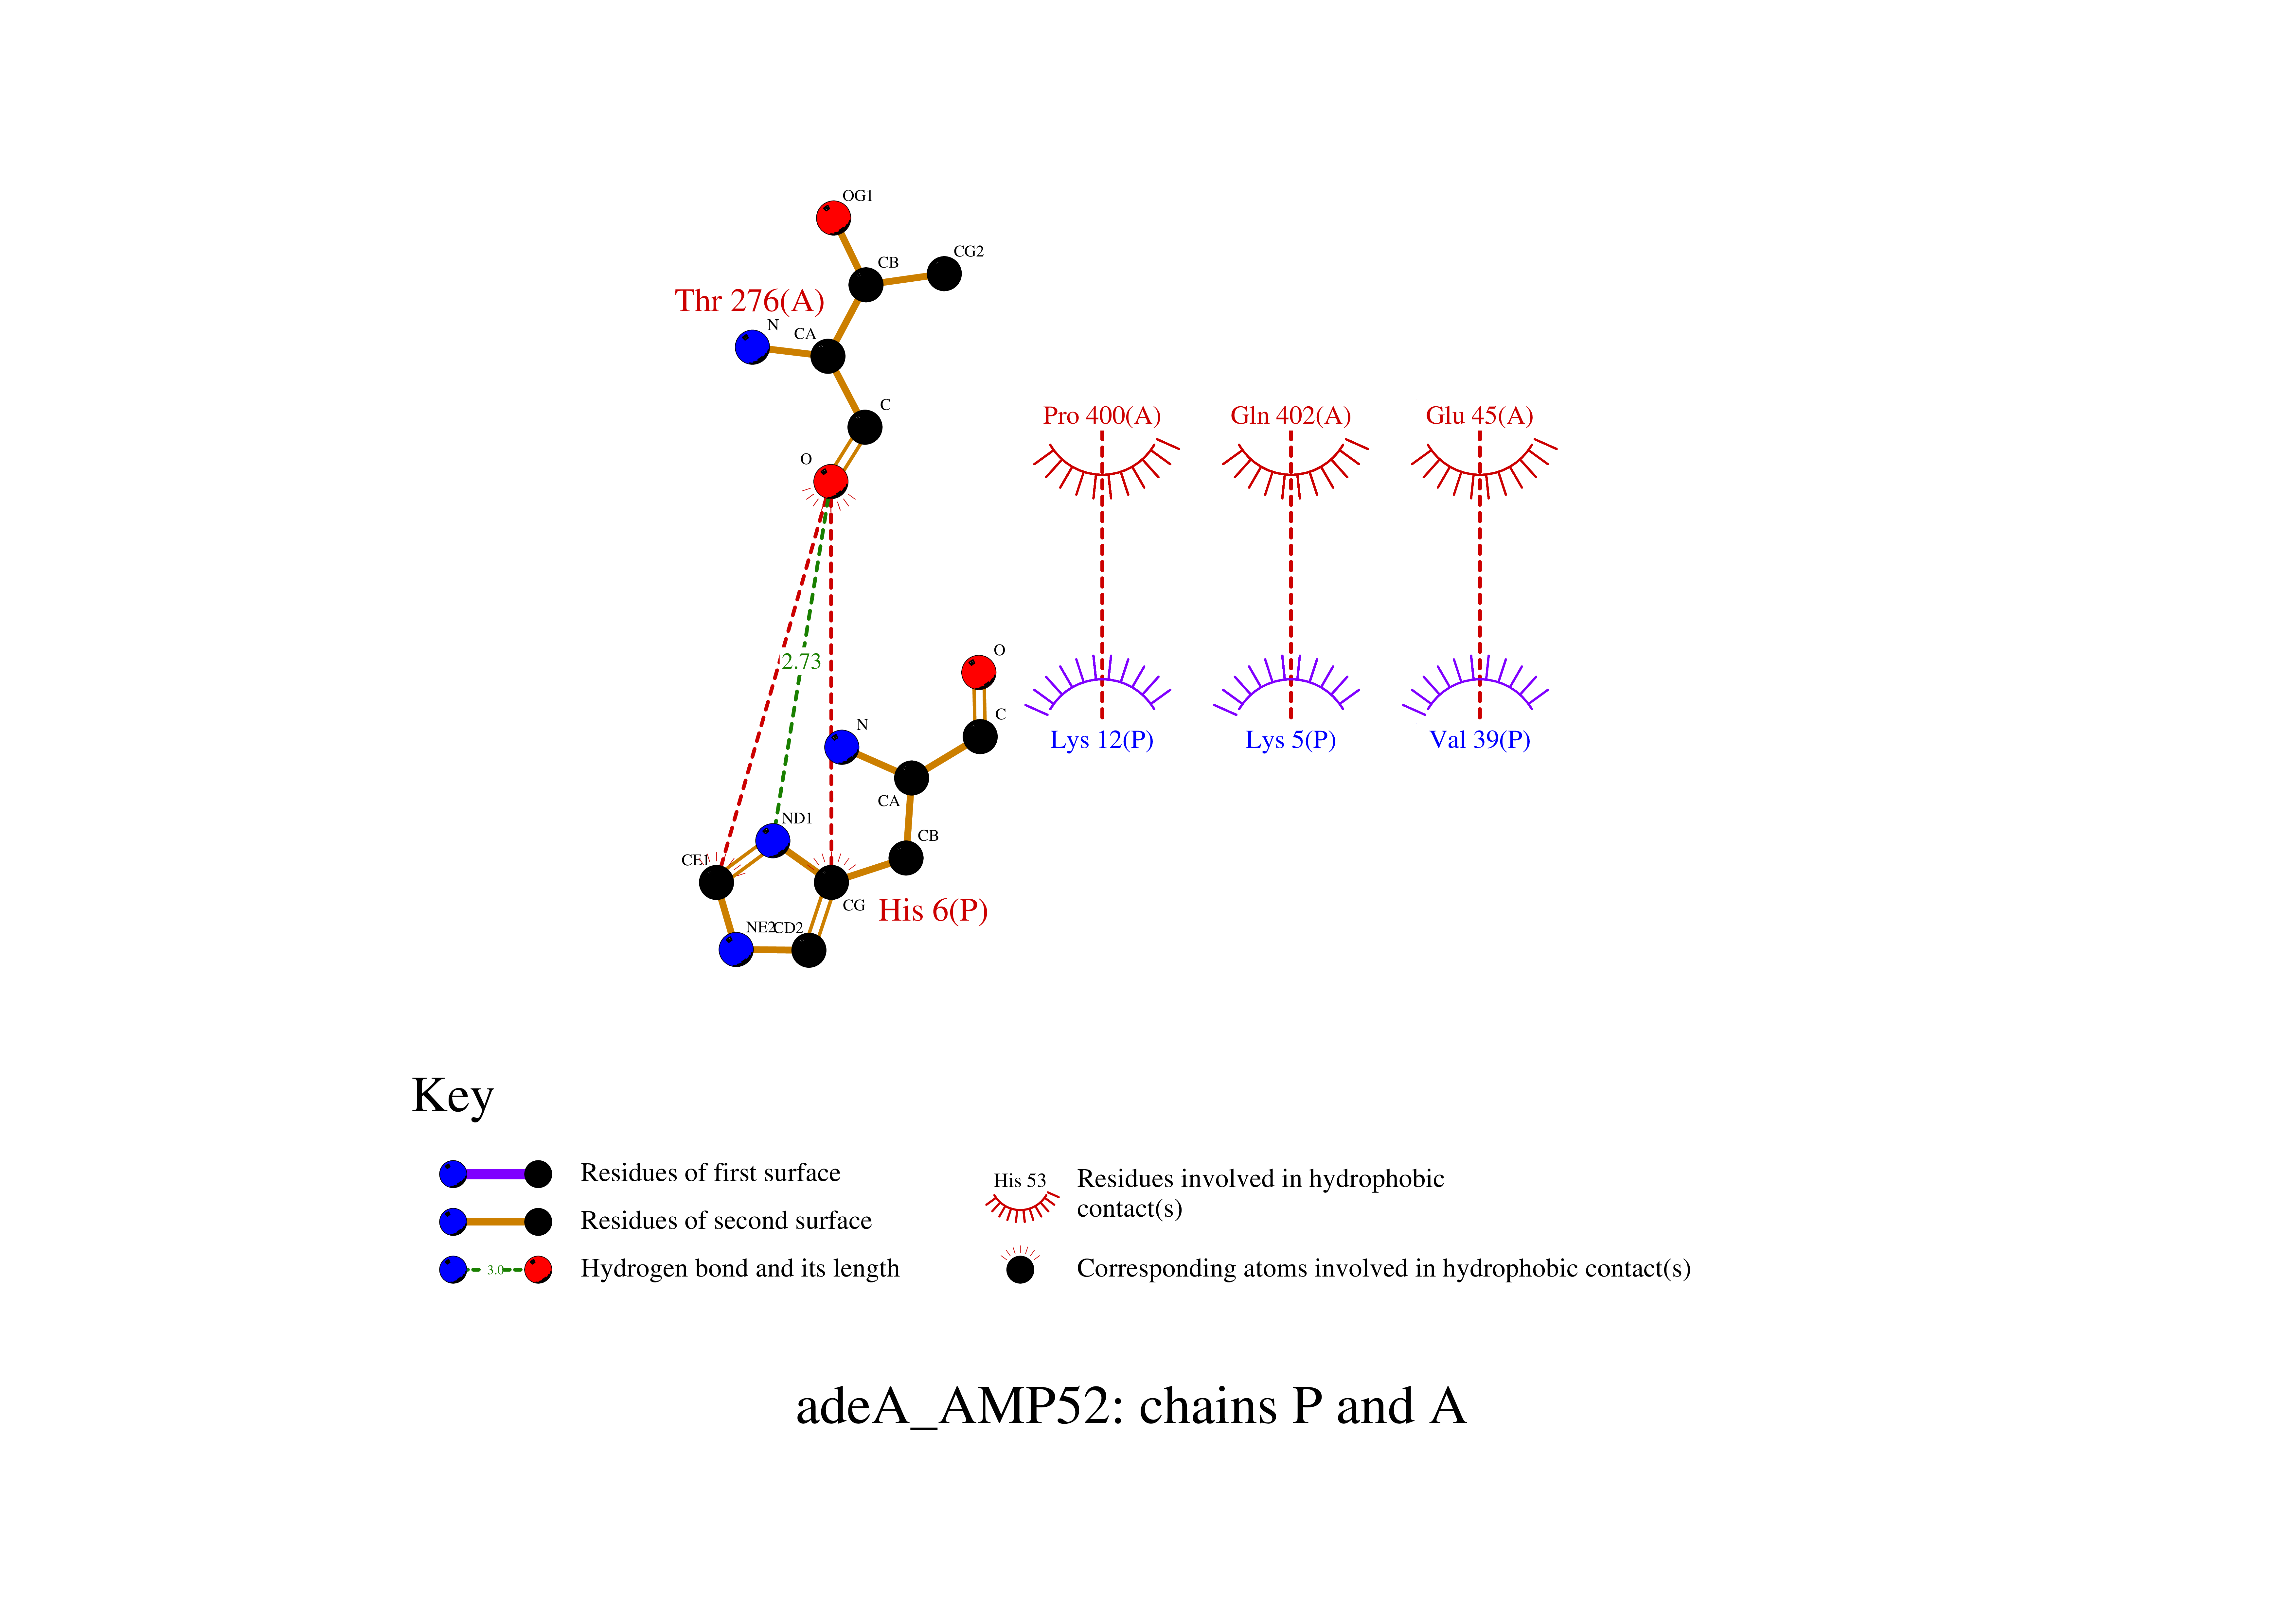 OG1
CB
CG2
Thr 276(A)
N
CA
C
O
Pro 400(A)
Gln 402(A)
Glu 45(A)
2.73
O
C
N
Lys 12(P)
Lys 5(P)
Val 39(P)
CA
ND1
CB
CE1
CG
His 6(P)
NE2
CD2
Key
Residues of first surface
Residues of second surface
3.0
Hydrogen bond and its length
His 53
Residues involved in hydrophobic
contact(s)
Corresponding atoms involved in hydrophobic contact(s)
adeA_AMP52: chains P and A